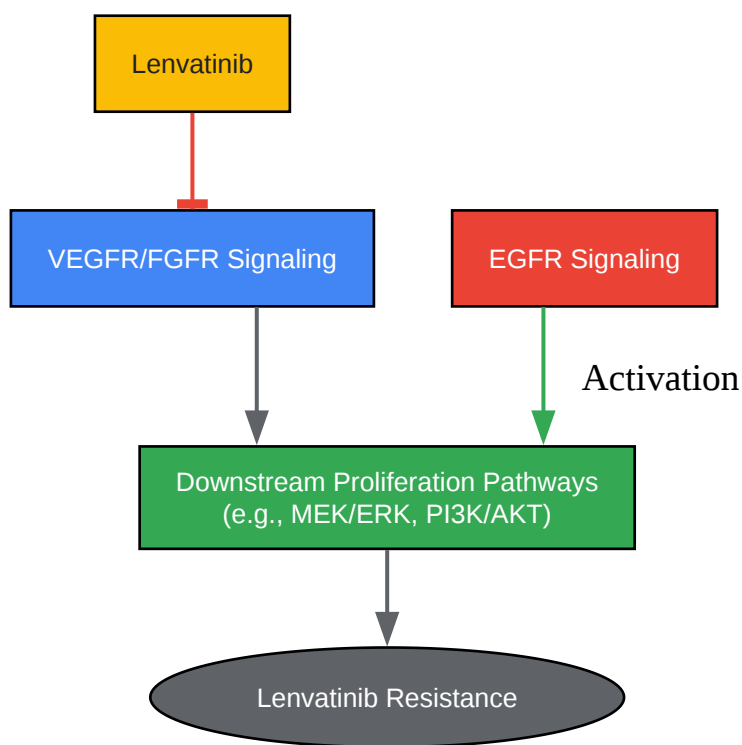 Lenvatinib
VEGFR/FGFR Signaling
EGFR Signaling
Activation
Downstream Proliferation Pathways
(e.g., MEK/ERK, PI3K/AKT)
Lenvatinib Resistance